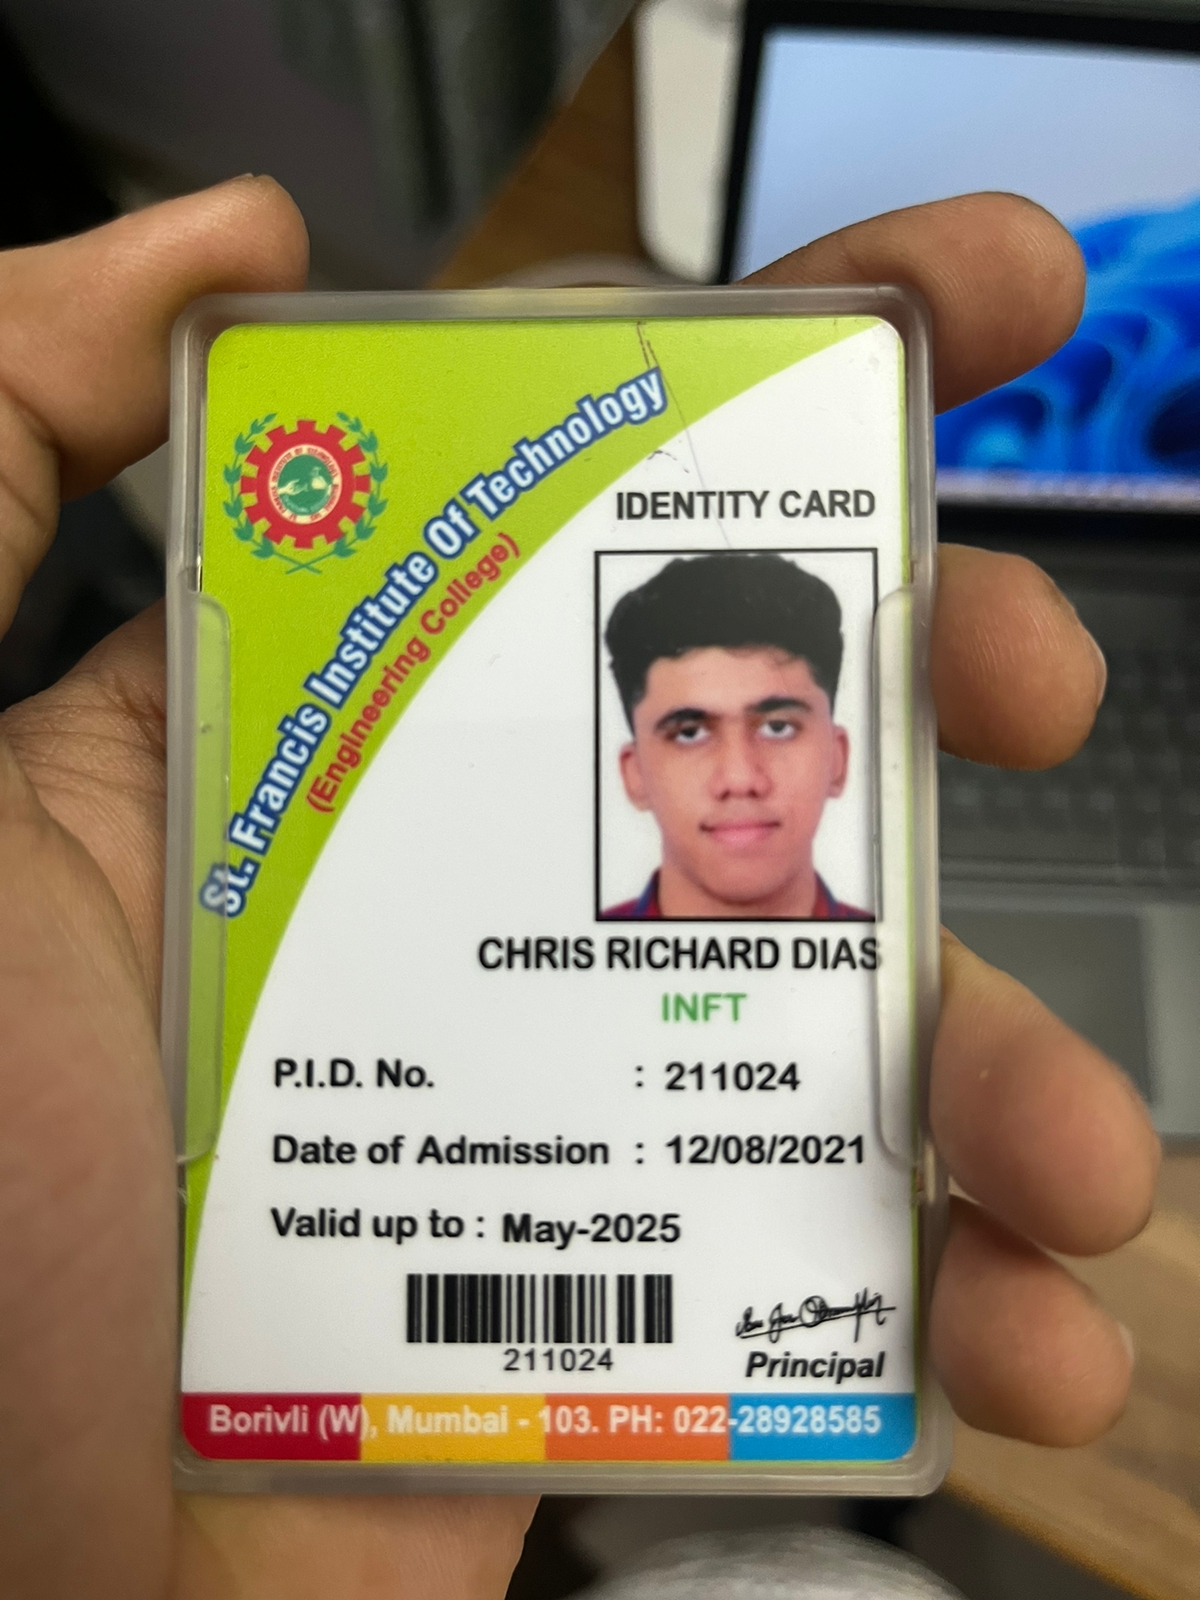 St. Francis Institute Of Technology
(Engineering College)
IDENTITY CARD
CHRIS RICHARD DIAS
INFT
P.I.D. No. : 211024
Date of Admission : 12/08/2021
Valid up to : May-2025
211024
Principal
Borivli (W), Mumbai - 103. PH: 022-28928585